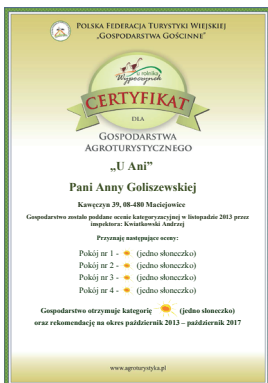 POLSKA FEDERACJA TURYSTYKI WIEJSKIEJ
„GOSPODARSTWA GOŚCINNE”
u rolnika
Wypoczynek
CERTYFIKAT
DLA
GOSPODARSTWA
AGROTURYSTYCZNEGO
„U Ani”
Pani Anny Goliszewskiej
Kawęczyn 39, 08-480 Maciejowice
Gospodarstwo zostało poddane ocenie kategoryzacyjnej w listopadzie 2013 przez
inspektora: Kwiatkowski Andrzej
Przyznaję następujące oceny:
Pokój nr 1 - (jedno słoneczko)
Pokój nr 2 - (jedno słoneczko)
Pokój nr 3 - (jedno słoneczko)
Pokój nr 4 - (jedno słoneczko)
Gospodarstwo otrzymuje kategorię (jedno słoneczko)
oraz rekomendację na okres październik 2013 – październik 2017
www.agroturystyka.pl